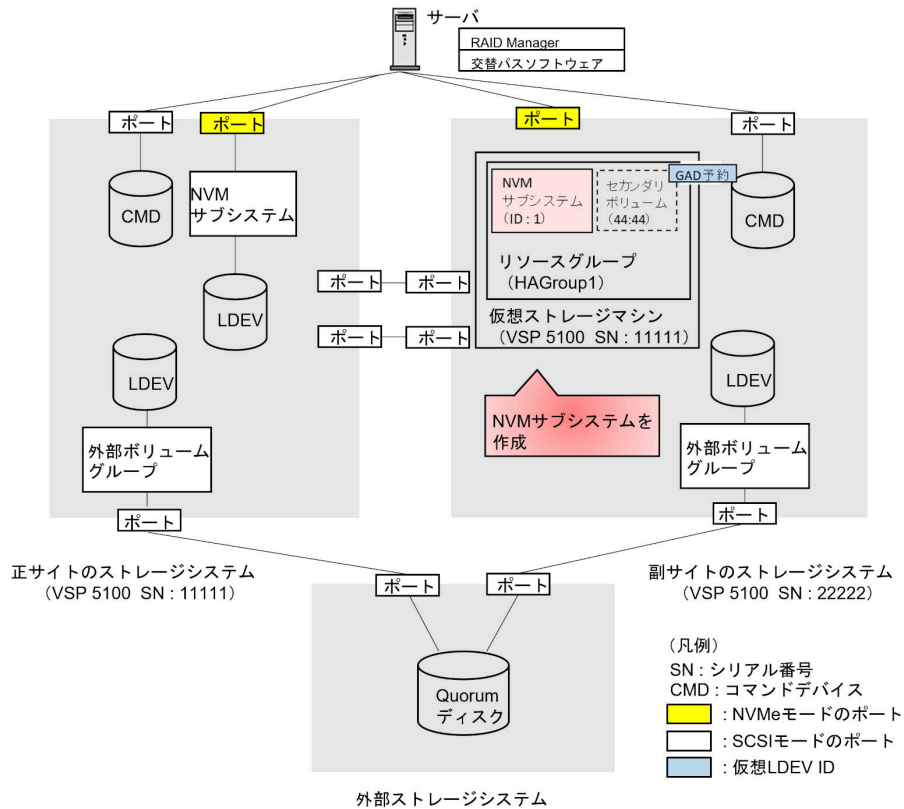 サーバ
RAID Manager
交替パスソフトウェア
ポート
ポート
ポート
ポート
CMD
NVM
サブシステム
LDEV
LDEV
外部ボリューム
グループ
ポート
ポート
ポート
ポート
ポート
NVM
サブシステム
(ID : 1)
セカンダリ
ボリューム
(44:44)
GAD予約
リソースグループ
(HAGroup1)
仮想ストレージマシン
(VSP 5100 SN : 11111)
NVMサブシステムを
作成
CMD
LDEV
外部ボリューム
グループ
ポート
正サイトのストレージシステム
(VSP 5100 SN : 11111)
副サイトのストレージシステム
(VSP 5100 SN : 22222)
ポート
ポート
Quorum
ディスク
外部ストレージシステム
(凡例)
SN : シリアル番号
CMD : コマンドデバイス
: NVMeモードのポート
: SCSIモードのポート
: 仮想LDEV ID